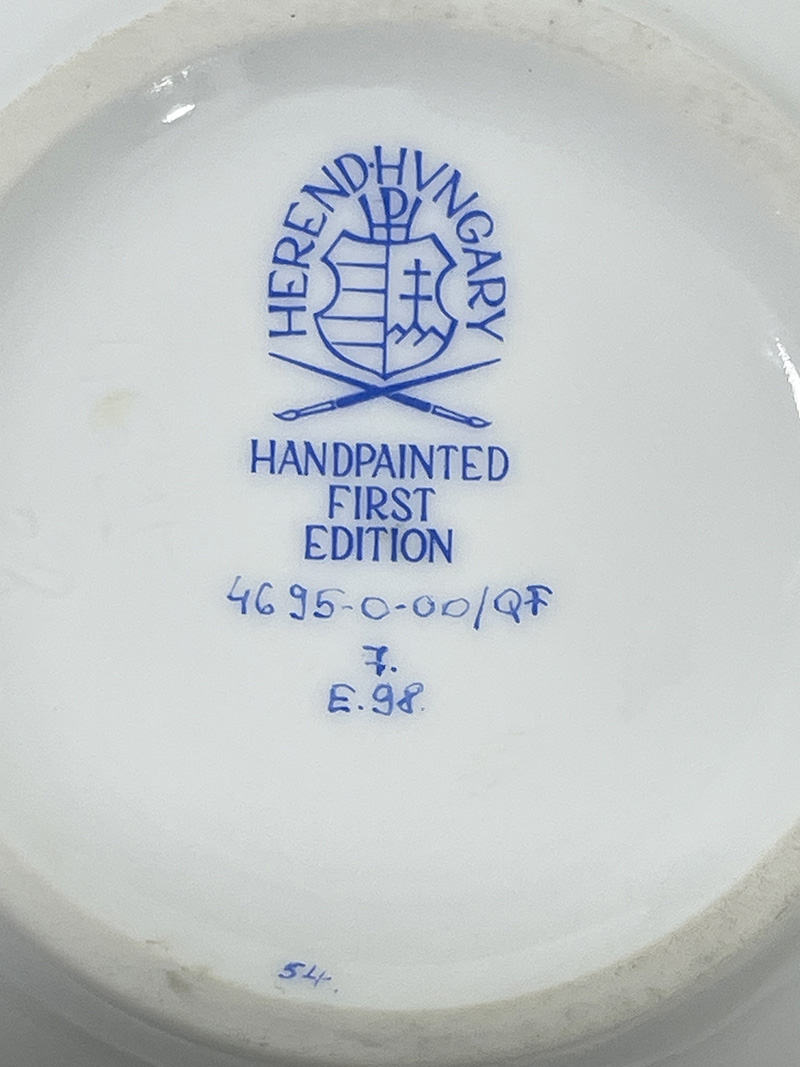 HEREND·HVNGARY
HANDPAINTED
FIRST
EDITION
4695-0-00/QF
7.
E.98.
54.